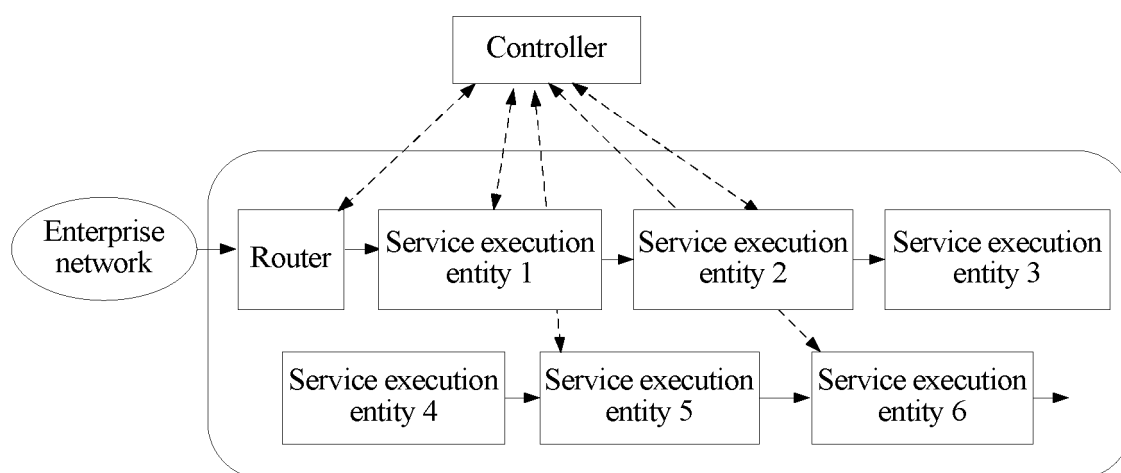 Controller
Enterprise
network
Router
Service execution
entity 1
Service execution
entity 2
Service execution
entity 3
Service execution
entity 4
Service execution
entity 5
Service execution
entity 6